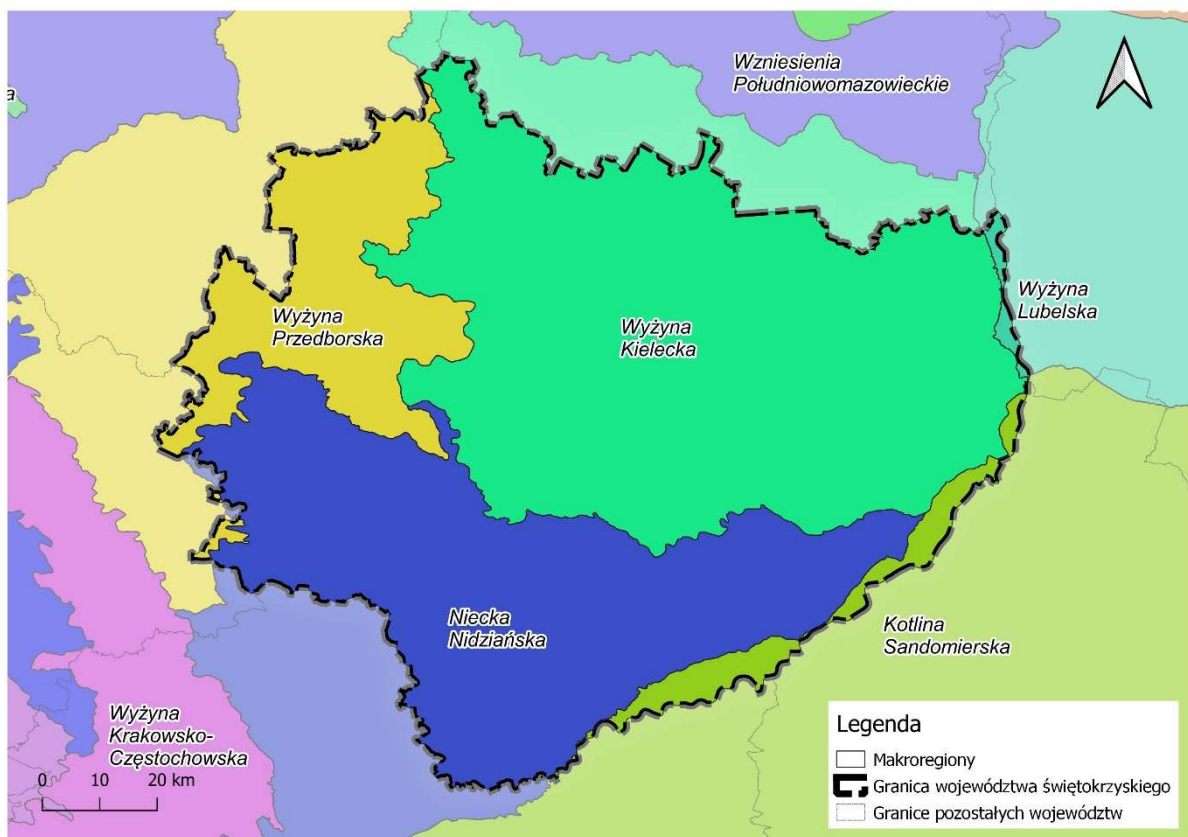 Wzniesienia
Południowomazowieckie
a
Wyżyna
Lubelska
Wyżyna
Przedborska
Wyżyna
Kielecka
Niecka
Nidziańska
Kotlina
Sandomierska
Wyżyna
Krakowsko-
Częstochowska
0 10 20 km
Legenda
Makroregiony
Granica województwa świętokrzyskiego
Granice pozostałych województw